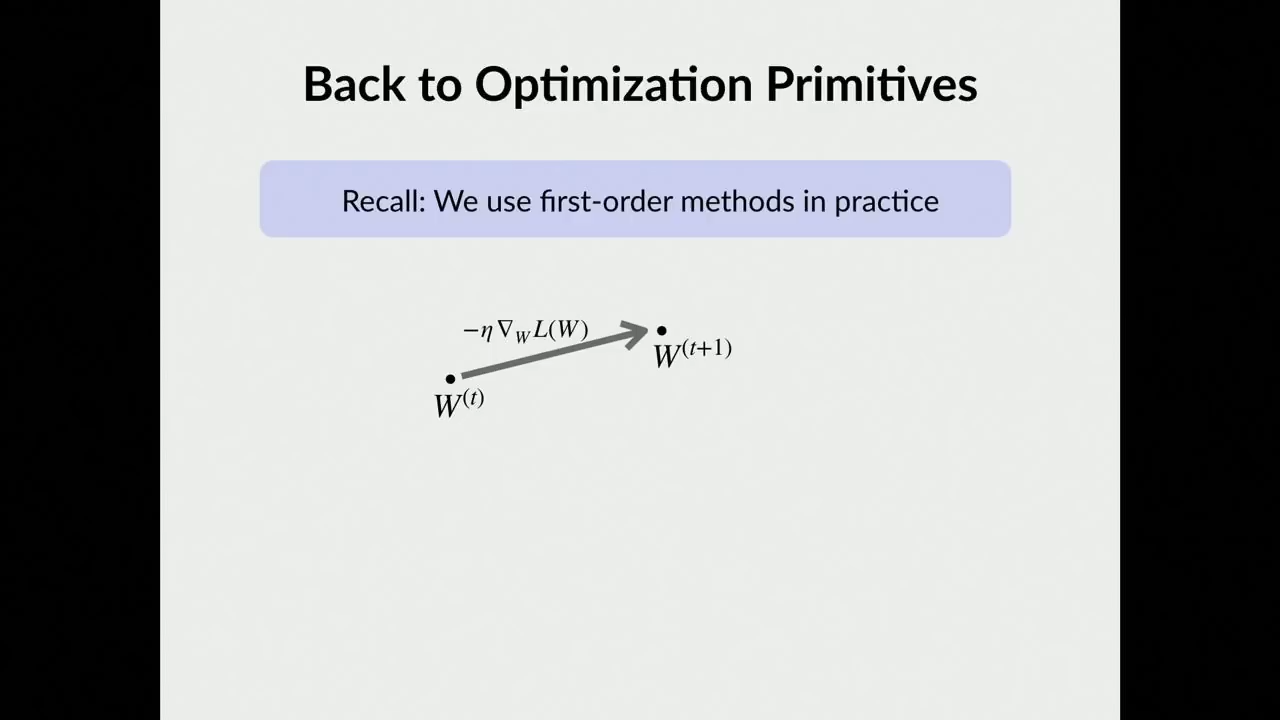 Back to Optimization Primitives
Recall: We use first-order methods in practice
−η ∇_W L(W)
W^(t+1)
W^(t)